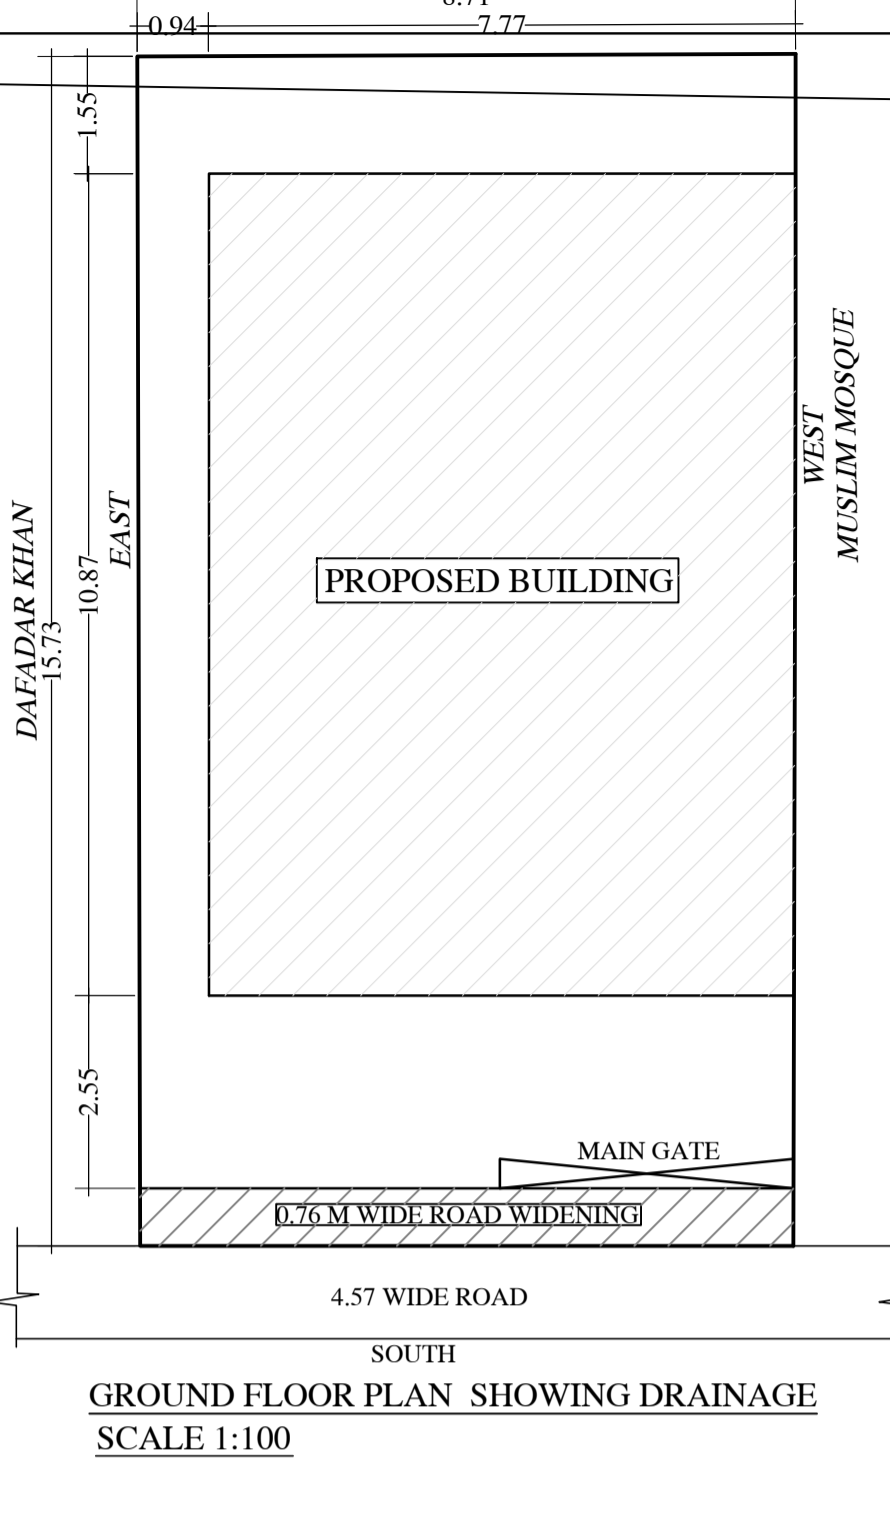 0.94
7.77
1.55
DAFADAR KHAN
15.73
10.87
EAST
WEST
MUSLIM MOSQUE
PROPOSED BUILDING
2.55
MAIN GATE
0.76 M WIDE ROAD WIDENING
4.57 WIDE ROAD
SOUTH
GROUND FLOOR PLAN SHOWING DRAINAGE
SCALE 1:100